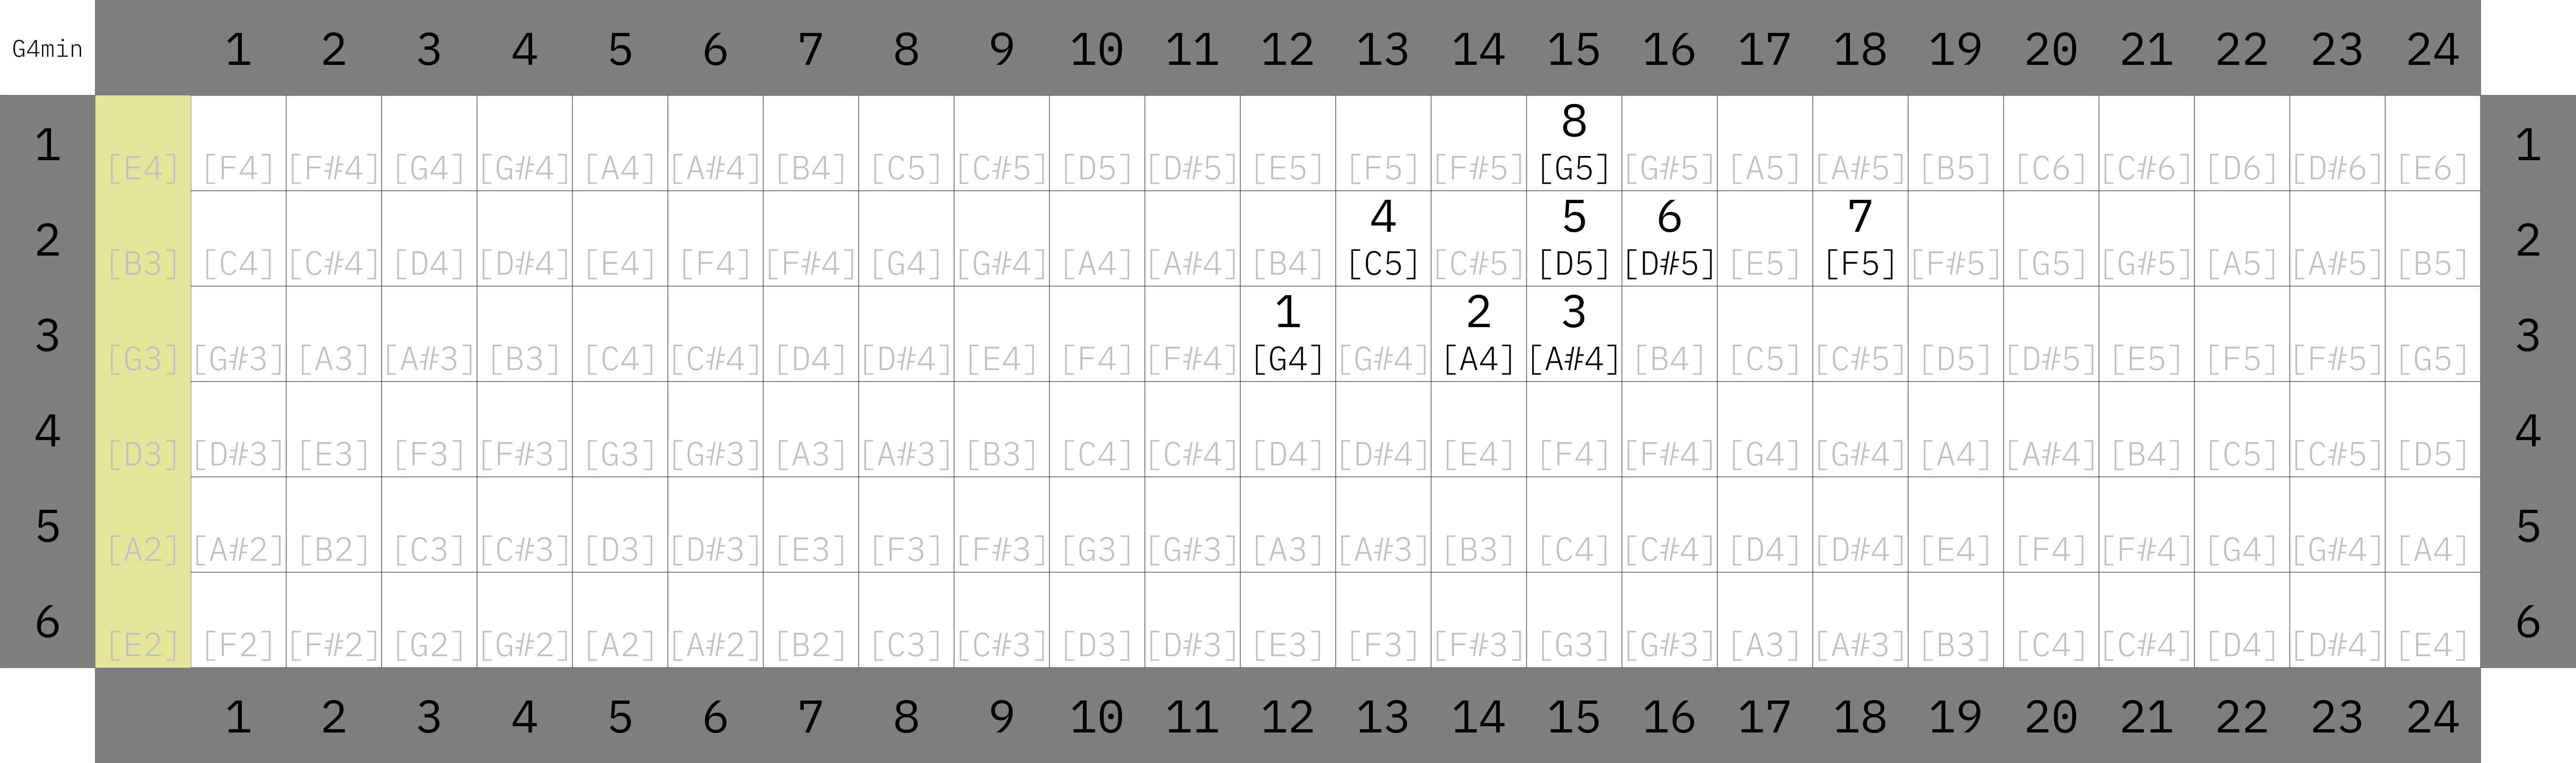 G4min 1 2 3 4 5 6 7 8 9 10 11 12 13 14 15 16 17 18 19 20 21 22 23 24
8
1 [E4] [F4] [F#4] [G4] [G#4] [A4] [A#4] [B4] [C5] [C#5] [D5] [D#5] [E5] [F5] [F#5] [G5] [G#5] [A5] [A#5] [B5] [C6] [C#6] [D6] [D#6] [E6] 1
4 5 6 7
2 [B3] [C4] [C#4] [D4] [D#4] [E4] [F4] [F#4] [G4] [G#4] [A4] [A#4] [B4] [C5] [C#5] [D5] [D#5] [E5] [F5] [F#5] [G5] [G#5] [A5] [A#5] [B5] 2
1 2 3
3 [G3] [G#3] [A3] [A#3] [B3] [C4] [C#4] [D4] [D#4] [E4] [F4] [F#4] [G4] [G#4] [A4] [A#4] [B4] [C5] [C#5] [D5] [D#5] [E5] [F5] [F#5] [G5] 3
4 [D3] [D#3] [E3] [F3] [F#3] [G3] [G#3] [A3] [A#3] [B3] [C4] [C#4] [D4] [D#4] [E4] [F4] [F#4] [G4] [G#4] [A4] [A#4] [B4] [C5] [C#5] [D5] 4
5 [A2] [A#2] [B2] [C3] [C#3] [D3] [D#3] [E3] [F3] [F#3] [G3] [G#3] [A3] [A#3] [B3] [C4] [C#4] [D4] [D#4] [E4] [F4] [F#4] [G4] [G#4] [A4] 5
6 [E2] [F2] [F#2] [G2] [G#2] [A2] [A#2] [B2] [C3] [C#3] [D3] [D#3] [E3] [F3] [F#3] [G3] [G#3] [A3] [A#3] [B3] [C4] [C#4] [D4] [D#4] [E4] 6
1 2 3 4 5 6 7 8 9 10 11 12 13 14 15 16 17 18 19 20 21 22 23 24